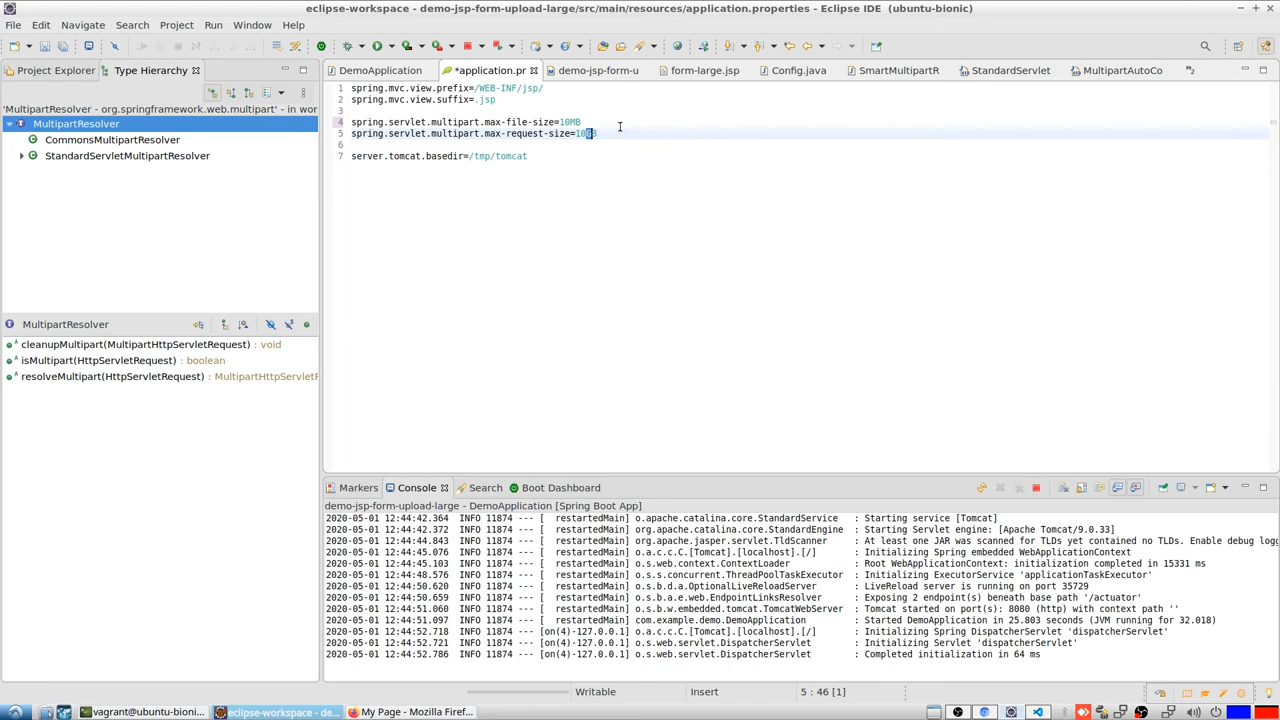 eclipse-workspace - demo-jsp-form-upload-large/src/main/resources/application.properties - Eclipse IDE (ubuntu-bionic)
File Edit Source Navigate Search Project Run Window Help
Project Explorer Type Hierarchy DemoApplication *application.pr demo-jsp-form-u form-large.jsp Config.java SmartMultipartR StandardServlet MultipartAutoCo »2
'MultipartResolver - org.springframework.web.multipart' - in workin
MultipartResolver
CommonsMultipartResolver
StandardServletMultipartResolver
1 spring.mvc.view.prefix=/WEB-INF/jsp/
2 spring.mvc.view.suffix=.jsp
3
4 spring.servlet.multipart.max-file-size=10MB
5 spring.servlet.multipart.max-request-size=10GB
6
7 server.tomcat.basedir=/tmp/tomcat
MultipartResolver
cleanupMultipart(MultipartHttpServletRequest) : void
isMultipart(HttpServletRequest) : boolean
resolveMultipart(HttpServletRequest) : MultipartHttpServletR
Markers Console Search Boot Dashboard
demo-jsp-form-upload-large - DemoApplication [Spring Boot App]
2020-05-01 12:44:42.364 INFO 11874 --- [ restartedMain] o.apache.catalina.core.StandardService : Starting service [Tomcat]
2020-05-01 12:44:42.372 INFO 11874 --- [ restartedMain] org.apache.catalina.core.StandardEngine : Starting Servlet engine: [Apache Tomcat/9.0.33]
2020-05-01 12:44:44.843 INFO 11874 --- [ restartedMain] org.apache.jasper.servlet.TldScanner : At least one JAR was scanned for TLDs yet contained no TLDs. Enable debug logg
2020-05-01 12:44:45.076 INFO 11874 --- [ restartedMain] o.a.c.c.C.[Tomcat].[localhost].[/] : Initializing Spring embedded WebApplicationContext
2020-05-01 12:44:45.103 INFO 11874 --- [ restartedMain] o.s.web.context.ContextLoader : Root WebApplicationContext: initialization completed in 15331 ms
2020-05-01 12:44:48.576 INFO 11874 --- [ restartedMain] o.s.s.concurrent.ThreadPoolTaskExecutor : Initializing ExecutorService 'applicationTaskExecutor'
2020-05-01 12:44:50.620 INFO 11874 --- [ restartedMain] o.s.b.d.a.OptionalLiveReloadServer : LiveReload server is running on port 35729
2020-05-01 12:44:50.659 INFO 11874 --- [ restartedMain] o.s.b.a.e.web.EndpointLinksResolver : Exposing 2 endpoint(s) beneath base path '/actuator'
2020-05-01 12:44:51.060 INFO 11874 --- [ restartedMain] o.s.b.w.embedded.tomcat.TomcatWebServer : Tomcat started on port(s): 8080 (http) with context path ''
2020-05-01 12:44:51.097 INFO 11874 --- [ restartedMain] com.example.demo.DemoApplication : Started DemoApplication in 25.803 seconds (JVM running for 32.018)
2020-05-01 12:44:52.718 INFO 11874 --- [on(4)-127.0.0.1] o.a.c.c.C.[Tomcat].[localhost].[/] : Initializing Spring DispatcherServlet 'dispatcherServlet'
2020-05-01 12:44:52.721 INFO 11874 --- [on(4)-127.0.0.1] o.s.web.servlet.DispatcherServlet : Initializing Servlet 'dispatcherServlet'
2020-05-01 12:44:52.786 INFO 11874 --- [on(4)-127.0.0.1] o.s.web.servlet.DispatcherServlet : Completed initialization in 64 ms
Writable Insert 5 : 46 [1]
vagrant@ubuntu-bioni... eclipse-workspace - de... My Page - Mozilla Firef...